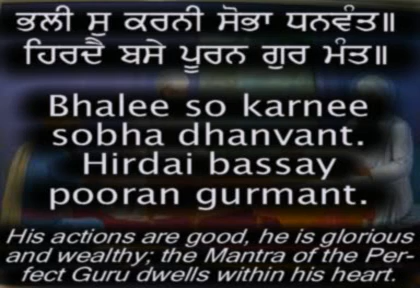 ਭਲੀ ਸੁ ਕਰਨੀ ਸੋਭਾ ਧਨਵੰਤ॥
ਹਿਰਦੈ ਬਸੇ ਪੂਰਨ ਗੁਰ ਮੰਤ॥
Bhalee so karnee
sobha dhanvant.
Hirdai bassay
pooran gurmant.
His actions are good, he is glorious
and wealthy; the Mantra of the Per-
fect Guru dwells within his heart.